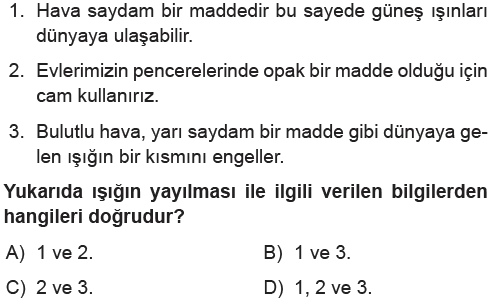 1. Hava saydam bir maddedir bu sayede güneş ışınları
dünyaya ulaşabilir.
2. Evlerimizin pencerelerinde opak bir madde olduğu için
cam kullanırız.
3. Bulutlu hava, yarı saydam bir madde gibi dünyaya ge-
len ışığın bir kısmını engeller.
Yukarıda ışığın yayılması ile ilgili verilen bilgilerden
hangileri doğrudur?
A) 1 ve 2. B) 1 ve 3.
C) 2 ve 3. D) 1, 2 ve 3.